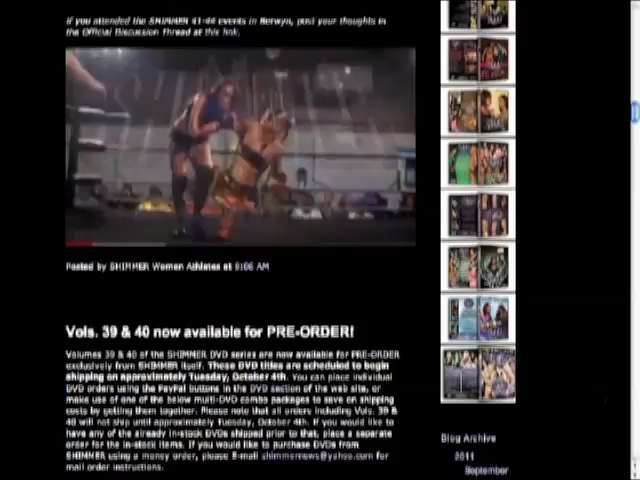 If you attended the SHIMMER 41-44 events in Berwyn, post your thoughts in
the Official Discussion Thread at this link.
Posted by SHIMMER Women Athletes at 8:06 AM
Vols. 39 & 40 now available for PRE-ORDER!
Volumes 39 & 40 of the SHIMMER DVD series are now available for PRE-ORDER
exclusively from SHIMMER itself. These DVD titles are scheduled to begin
shipping on approximately Tuesday, October 4th. You can place individual
DVD orders using the PayPal buttons in the DVD section of the web site, or
make use of one of the below multi-DVD combo packages to save on shipping
costs by getting them together. Please note that all orders including Vols. 39 &
40 will not ship until approximately Tuesday, October 4th. If you would like to
have any of the already in-stock DVDs shipped prior to that, place a separate
order for the in-stock items. If you would like to purchase DVDs from
SHIMMER using a money order, please E-mail shimmernews@yahoo.com for
mail order instructions.
Blog Archive
2011
September